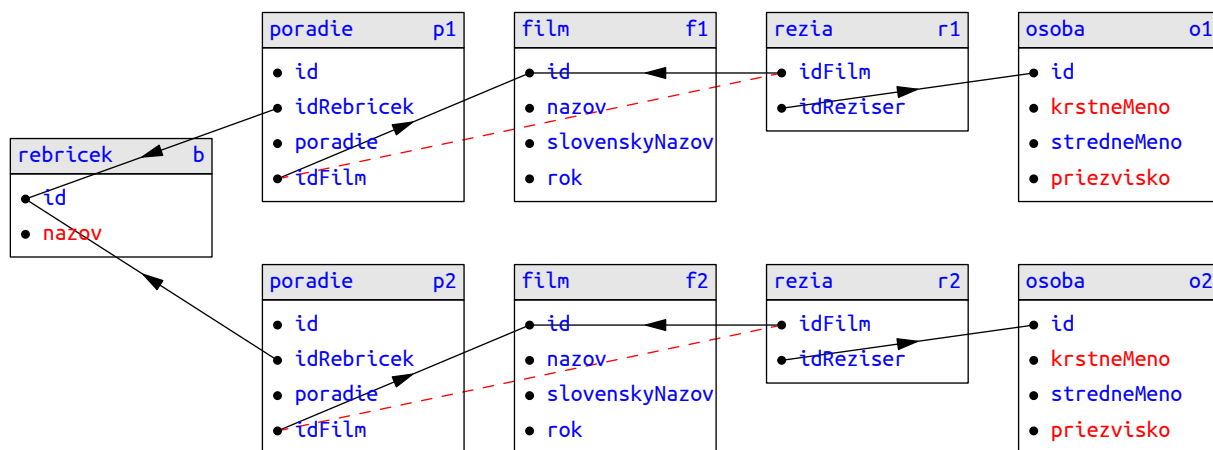 rebricek b
id
nazov
poradie p1
id
idRebricek
poradie
idFilm
film f1
id
nazov
slovenskyNazov
rok
rezia r1
idFilm
idReziser
osoba o1
id
krstneMeno
stredneMeno
priezvisko
poradie p2
id
idRebricek
poradie
idFilm
film f2
id
nazov
slovenskyNazov
rok
rezia r2
idFilm
idReziser
osoba o2
id
krstneMeno
stredneMeno
priezvisko